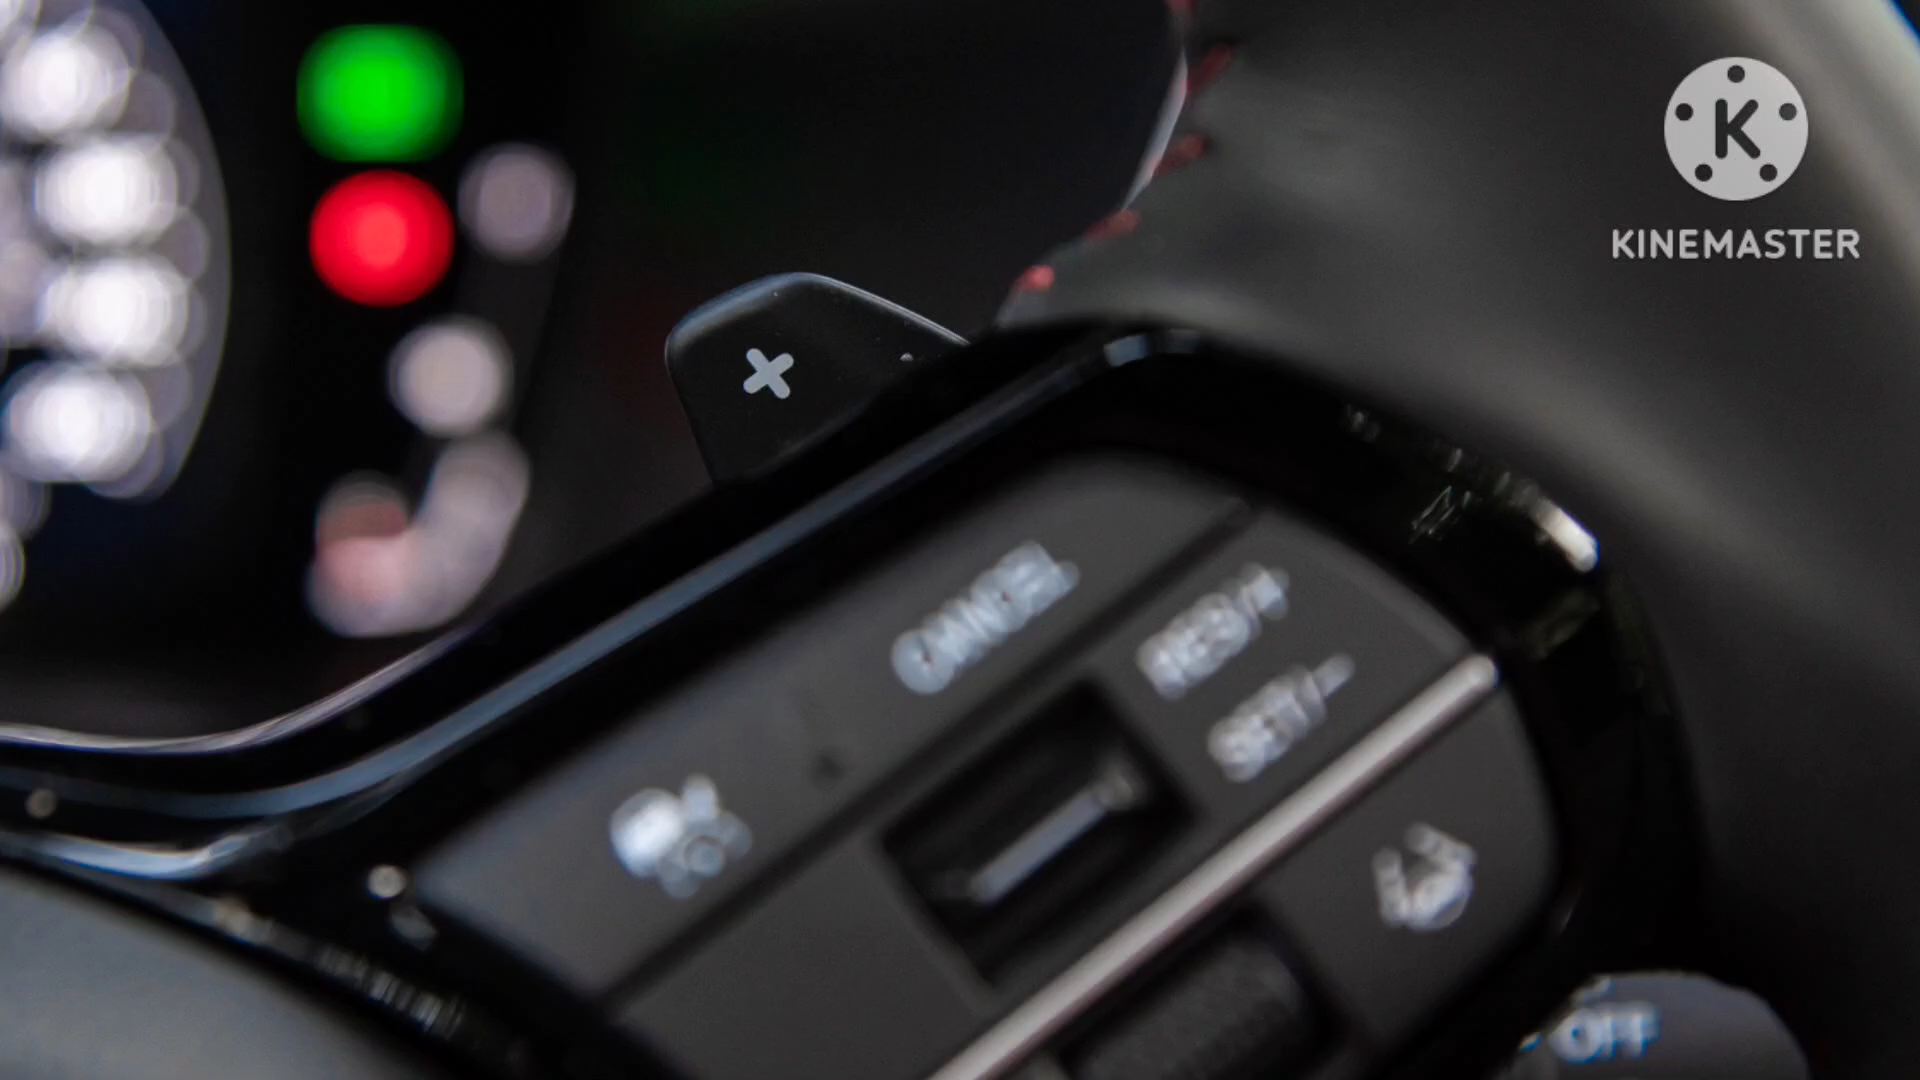 K
KINEMASTER
+
CANCEL
RES/+
SET/-
OFF